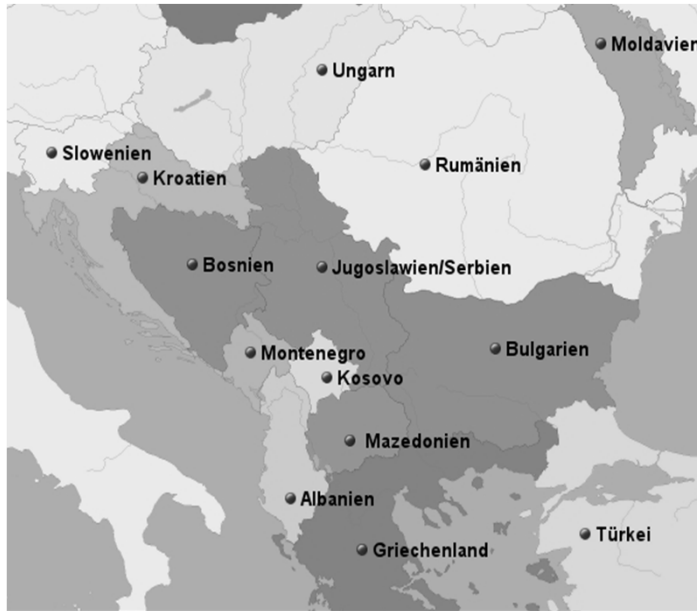 Moldavien
Ungarn
Slowenien
Rumänien
Kroatien
Bosnien
Jugoslawien/Serbien
Montenegro
Bulgarien
Kosovo
Mazedonien
Albanien
Türkei
Griechenland